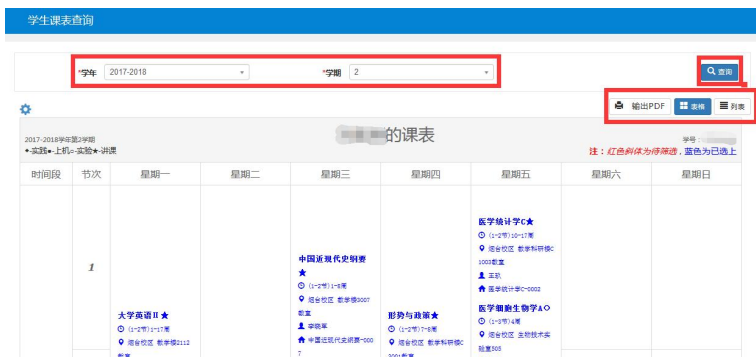 学生课表查询
*学年 2017-2018 *学期 2 查询
输出PDF 表格 列表
2017-2018学年第2学期 的课表 学号：
●-实践●-上机○-实验★-讲课 注：红色斜体为待筛选，蓝色为已选上
时间段 节次 星期一 星期二 星期三 星期四 星期五 星期六 星期日
1
大学英语Ⅱ★
(1-2节)1-17周
烟台校区 教学楼2112
教室
中国近现代史纲要
★
(1-2节)1-8周
烟台校区 教学楼3007
教室
李晓军
中国近现代史纲要-000
7
形势与政策★
(1-2节)7-8周
烟台校区 教学科研楼C
3001教室
医学统计学C★
(1-2节)10-17周
烟台校区 教学科研楼C
1003教室
王玖
医学统计学C-0002
医学细胞生物学A○
(1-3节)4周
烟台校区 生物技术实
验室505